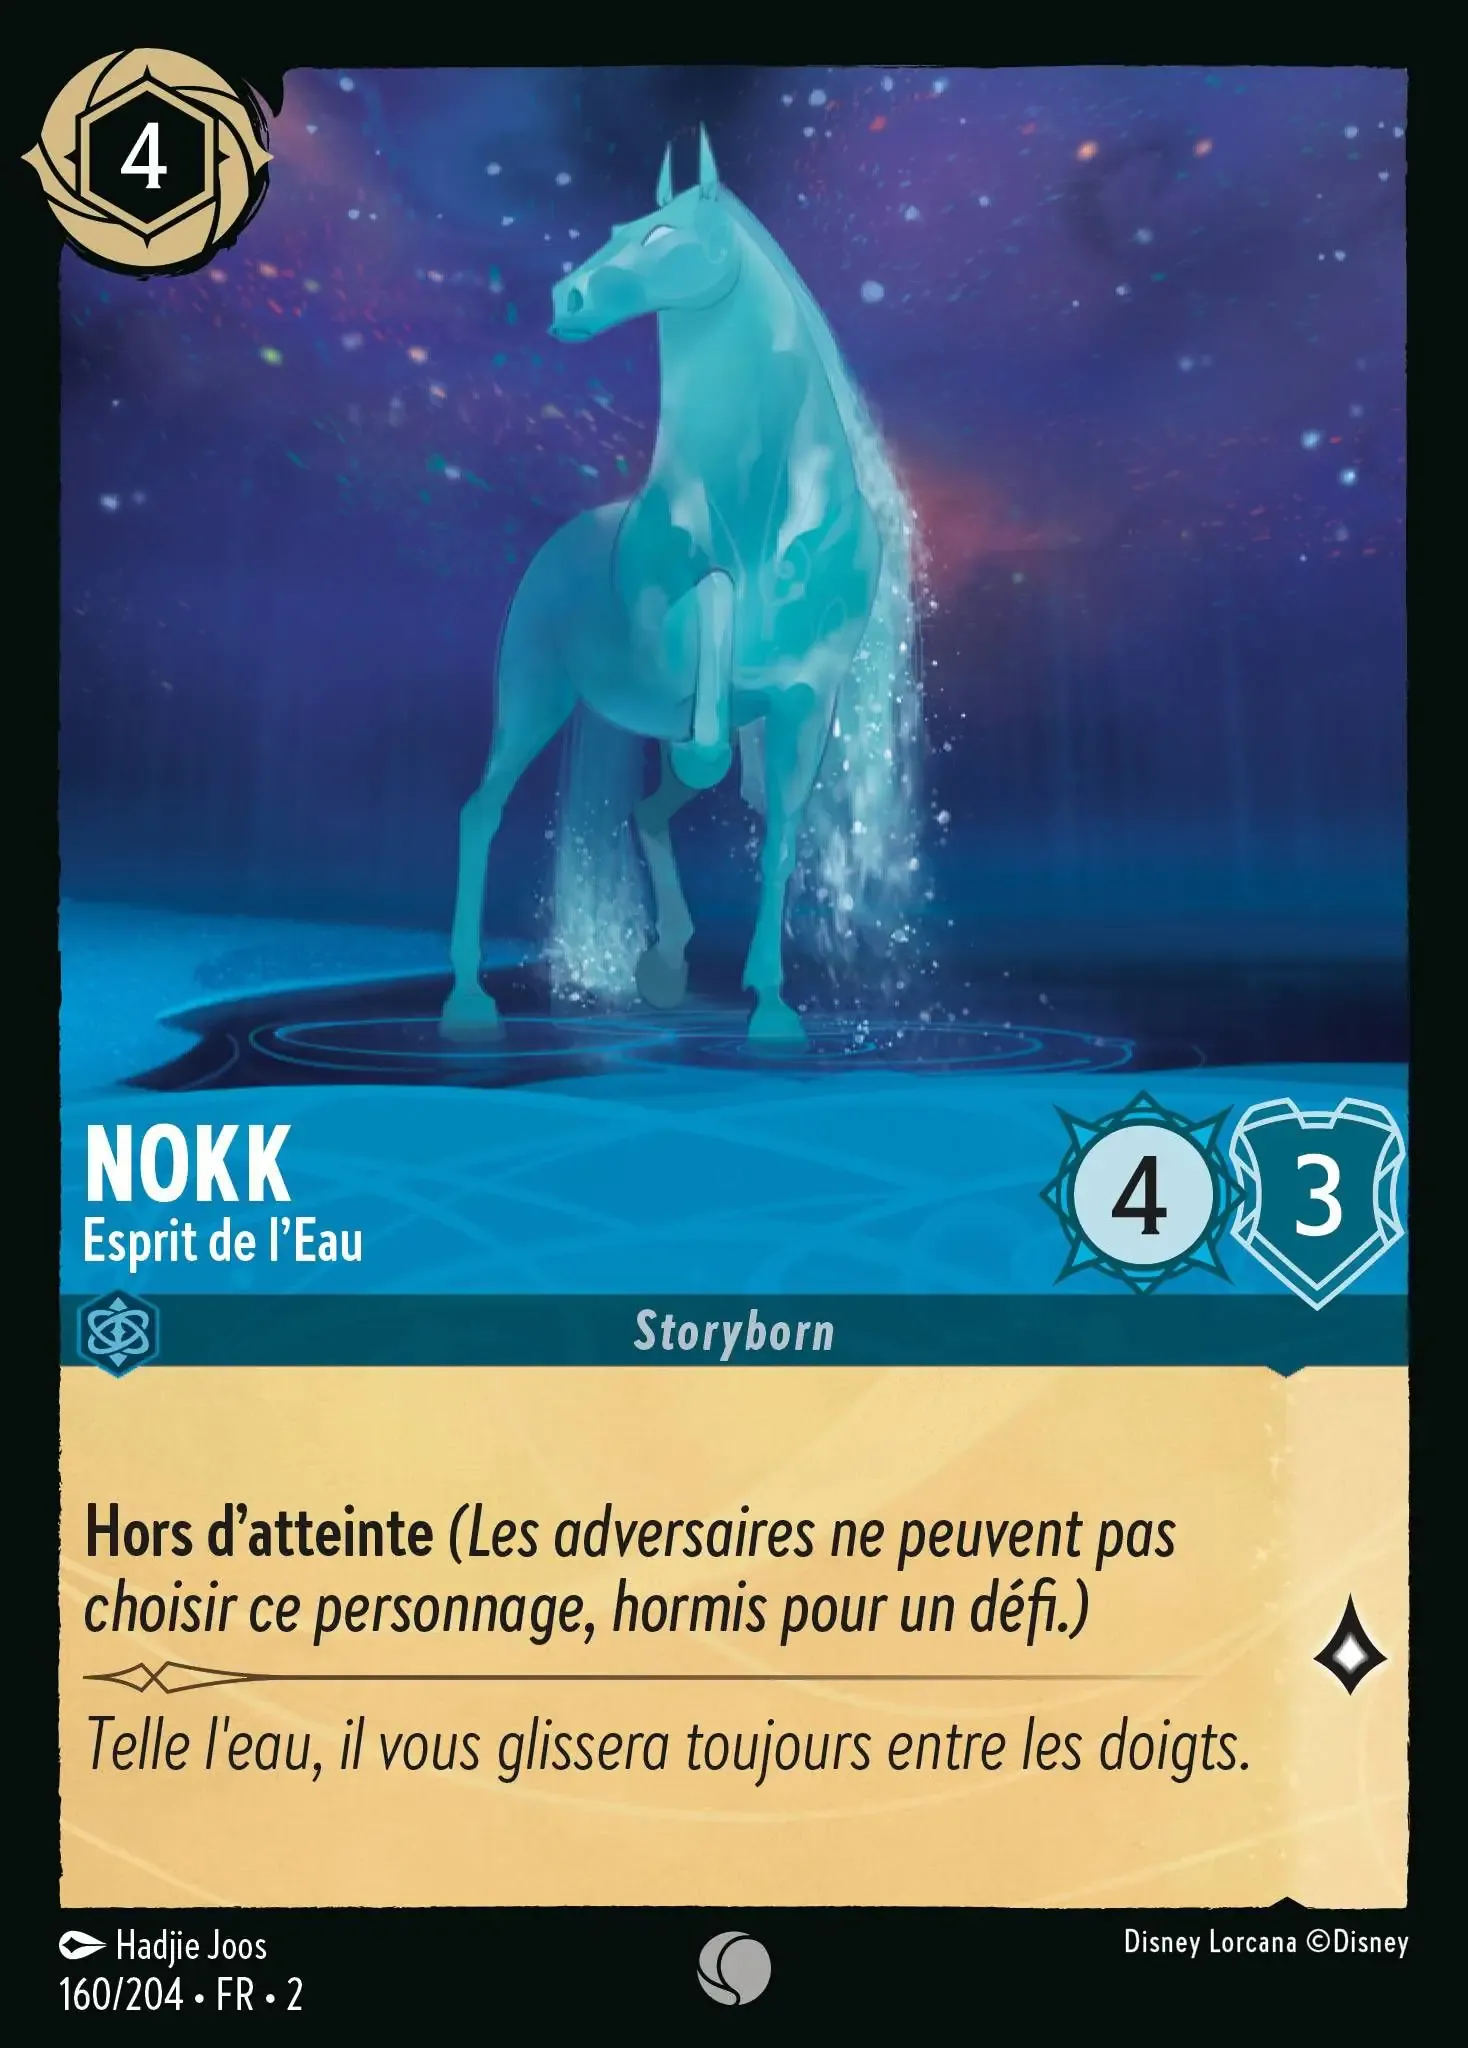 4
NOKK
Esprit de l’Eau
4
3
Storyborn
Hors d’atteinte (Les adversaires ne peuvent pas
choisir ce personnage, hormis pour un défi.)
Telle l'eau, il vous glissera toujours entre les doigts.
Hadjie Joos
Disney Lorcana ©Disney
160/204 • FR • 2